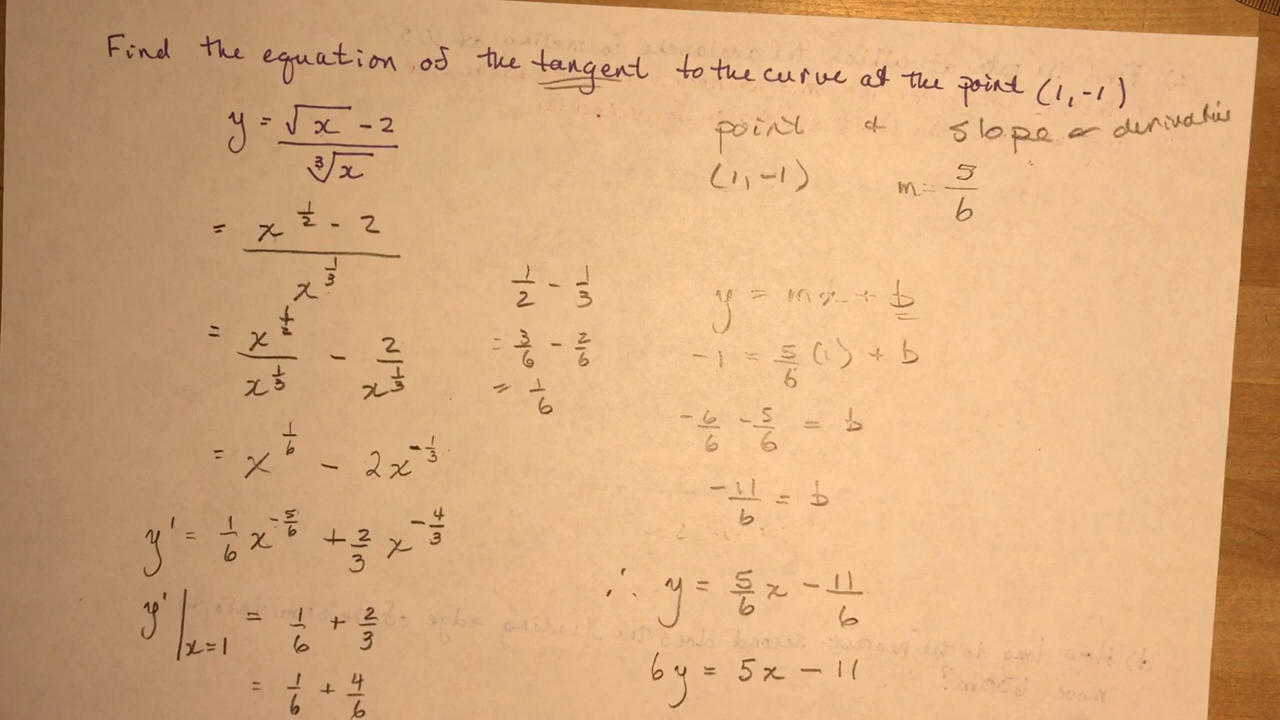 Find the equation of the tangent to the curve at the point (1,-1)
y = √x - 2 / ∛x
= x^(1/2) - 2 / x^(1/3)
= x^(1/2) / x^(1/3) - 2 / x^(1/3)
= x^(1/6) - 2x^(-1/3)
y' = 1/6 x^(-5/6) + 2/3 x^(-4/3)
y' |x=1 = 1/6 + 2/3
= 1/6 + 4/6
1/2 - 1/3
= 3/6 - 2/6
= 1/6
point & slope or derivative
(1,-1) m = 5/6
y = mx + b
-1 = 5/6 (1) + b
-6/6 - 5/6 = b
-11/6 = b
∴ y = 5/6 x - 11/6
6y = 5x - 11